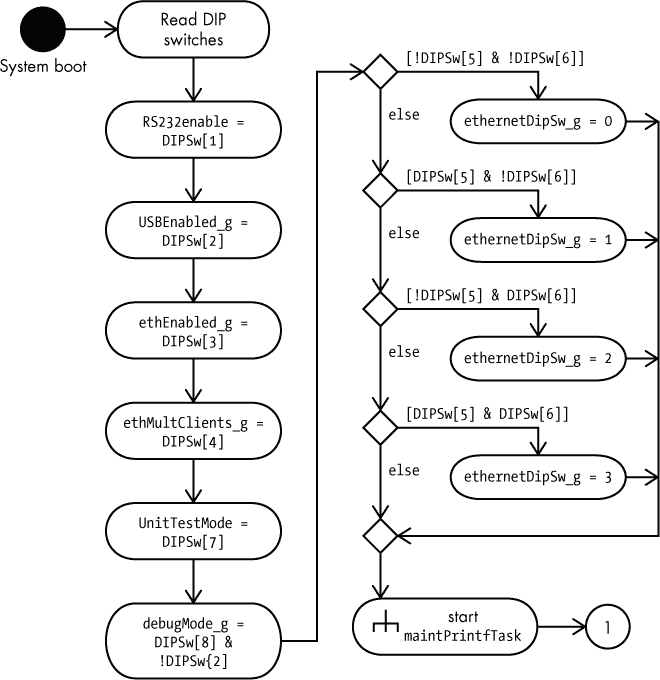 System boot
Read DIP
switches
RS232enable =
DIPSw[1]
USBEnabled_g =
DIPSw[2]
ethEnabled_g =
DIPSw[3]
ethMultClients_g =
DIPSw[4]
UnitTestMode =
DIPSw[7]
debugMode_g =
DIPSw[8] &
!DIPSw{2]
[!DIPSw[5] & !DIPSw[6]]
else
ethernetDipSw_g = 0
[DIPSw[5] & !DIPSw[6]]
else
ethernetDipSw_g = 1
[!DIPSw[5] & DIPSw[6]]
else
ethernetDipSw_g = 2
[DIPSw[5] & DIPSw[6]]
else
ethernetDipSw_g = 3
start
maintPrintfTask
1